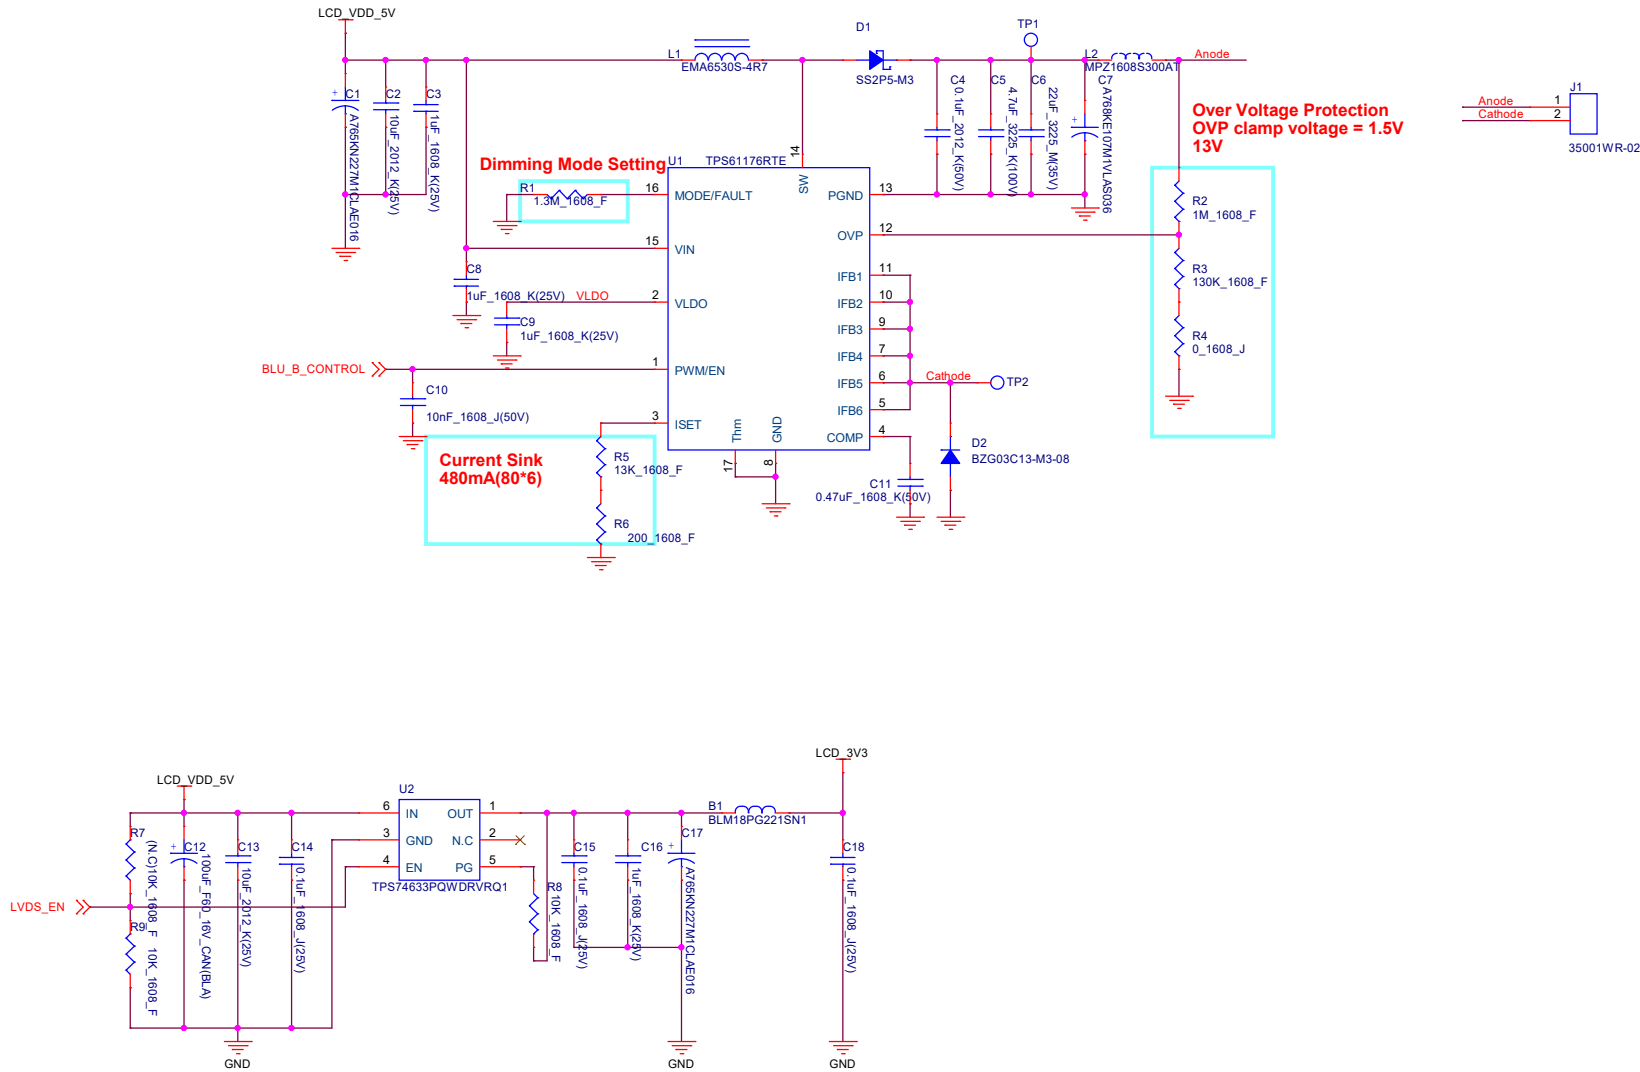 LCD_VDD_5V
L1
EMA6530S-4R7
D1
SS2P5-M3
TP1
L2
MPZ1608S300AT
Anode
+
C1
A765KN227M1CLAE016
C2
10uF_2012_K(25V)
C3
1uF_1608_K(25V)
C4
0.1uF_2012_K(50V)
C5
4.7uF_3225_K(100V)
C6
22uF_3225_M(35V)
+
C7
A768KE107M1VLAS036
Over Voltage Protection
OVP clamp voltage = 1.5V
13V
J1
Anode
1
Cathode
2
35001WR-02
Dimming Mode Setting
R1
1.3M_1608_F
U1
TPS61176RTE
16
MODE/FAULT
15
VIN
2
VLDO
1
PWM/EN
3
ISET
14
SW
13
PGND
12
OVP
11
IFB1
10
IFB2
9
IFB3
7
IFB4
6
IFB5
5
IFB6
4
COMP
17
Thm
8
GND
R2
1M_1608_F
R3
130K_1608_F
R4
0_1608_J
C8
1uF_1608_K(25V)
VLDO
C9
1uF_1608_K(25V)
BLU_B_CONTROL
C10
10nF_1608_J(50V)
Cathode
TP2
D2
BZG03C13-M3-08
C11
0.47uF_1608_K(50V)
Current Sink
480mA(80*6)
R5
13K_1608_F
R6
200_1608_F
LCD_VDD_5V
LVDS_EN
R7
(N.C)10K_1608_F
R9
10K_1608_F
+
C12
100uF_F60_16V_CAN(BLA)
C13
10uF_2012_K(25V)
C14
0.1uF_1608_J(25V)
GND
U2
6
IN
3
GND
4
EN
OUT
1
N.C
2
PG
5
TPS74633PQWDRVRQ1
R8
10K_1608_F
C15
0.1uF_1608_J(25V)
C16
1uF_1608_K(25V)
+
C17
A765KN227M1CLAE016
GND
B1
BLM18PG221SN1
LCD_3V3
C18
0.1uF_1608_J(25V)
GND